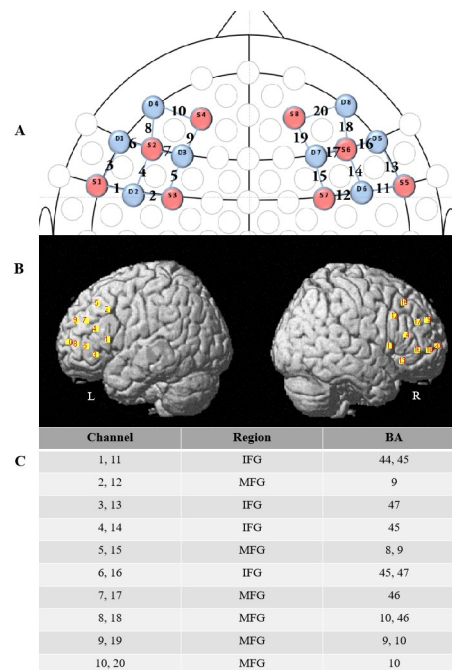 D4 10 S4 S8 20 D8
8 9 19 18
A
D1 6 S2 D3 D7 17 S6 16 D5
3 4 5 15 14 13
S1 1 D2 2 S3 S7 12 D6 11 S5
B
L R
Channel Region BA
C
1, 11 IFG 44, 45
2, 12 MFG 9
3, 13 IFG 47
4, 14 IFG 45
5, 15 MFG 8, 9
6, 16 IFG 45, 47
7, 17 MFG 46
8, 18 MFG 10, 46
9, 19 MFG 9, 10
10, 20 MFG 10